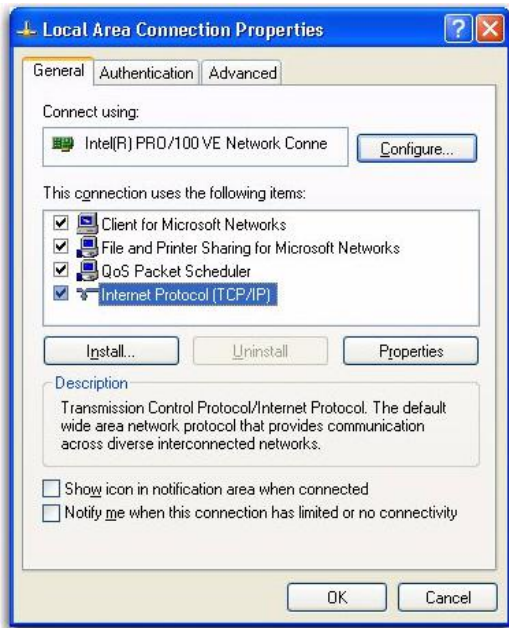 Local Area Connection Properties
General Authentication Advanced
Connect using:
Intel(R) PRO/100 VE Network Conne
Configure...
This connection uses the following items:
Client for Microsoft Networks
File and Printer Sharing for Microsoft Networks
QoS Packet Scheduler
Internet Protocol (TCP/IP)
Install... Uninstall Properties
Description
Transmission Control Protocol/Internet Protocol. The default
wide area network protocol that provides communication
across diverse interconnected networks.
Show icon in notification area when connected
Notify me when this connection has limited or no connectivity
OK Cancel